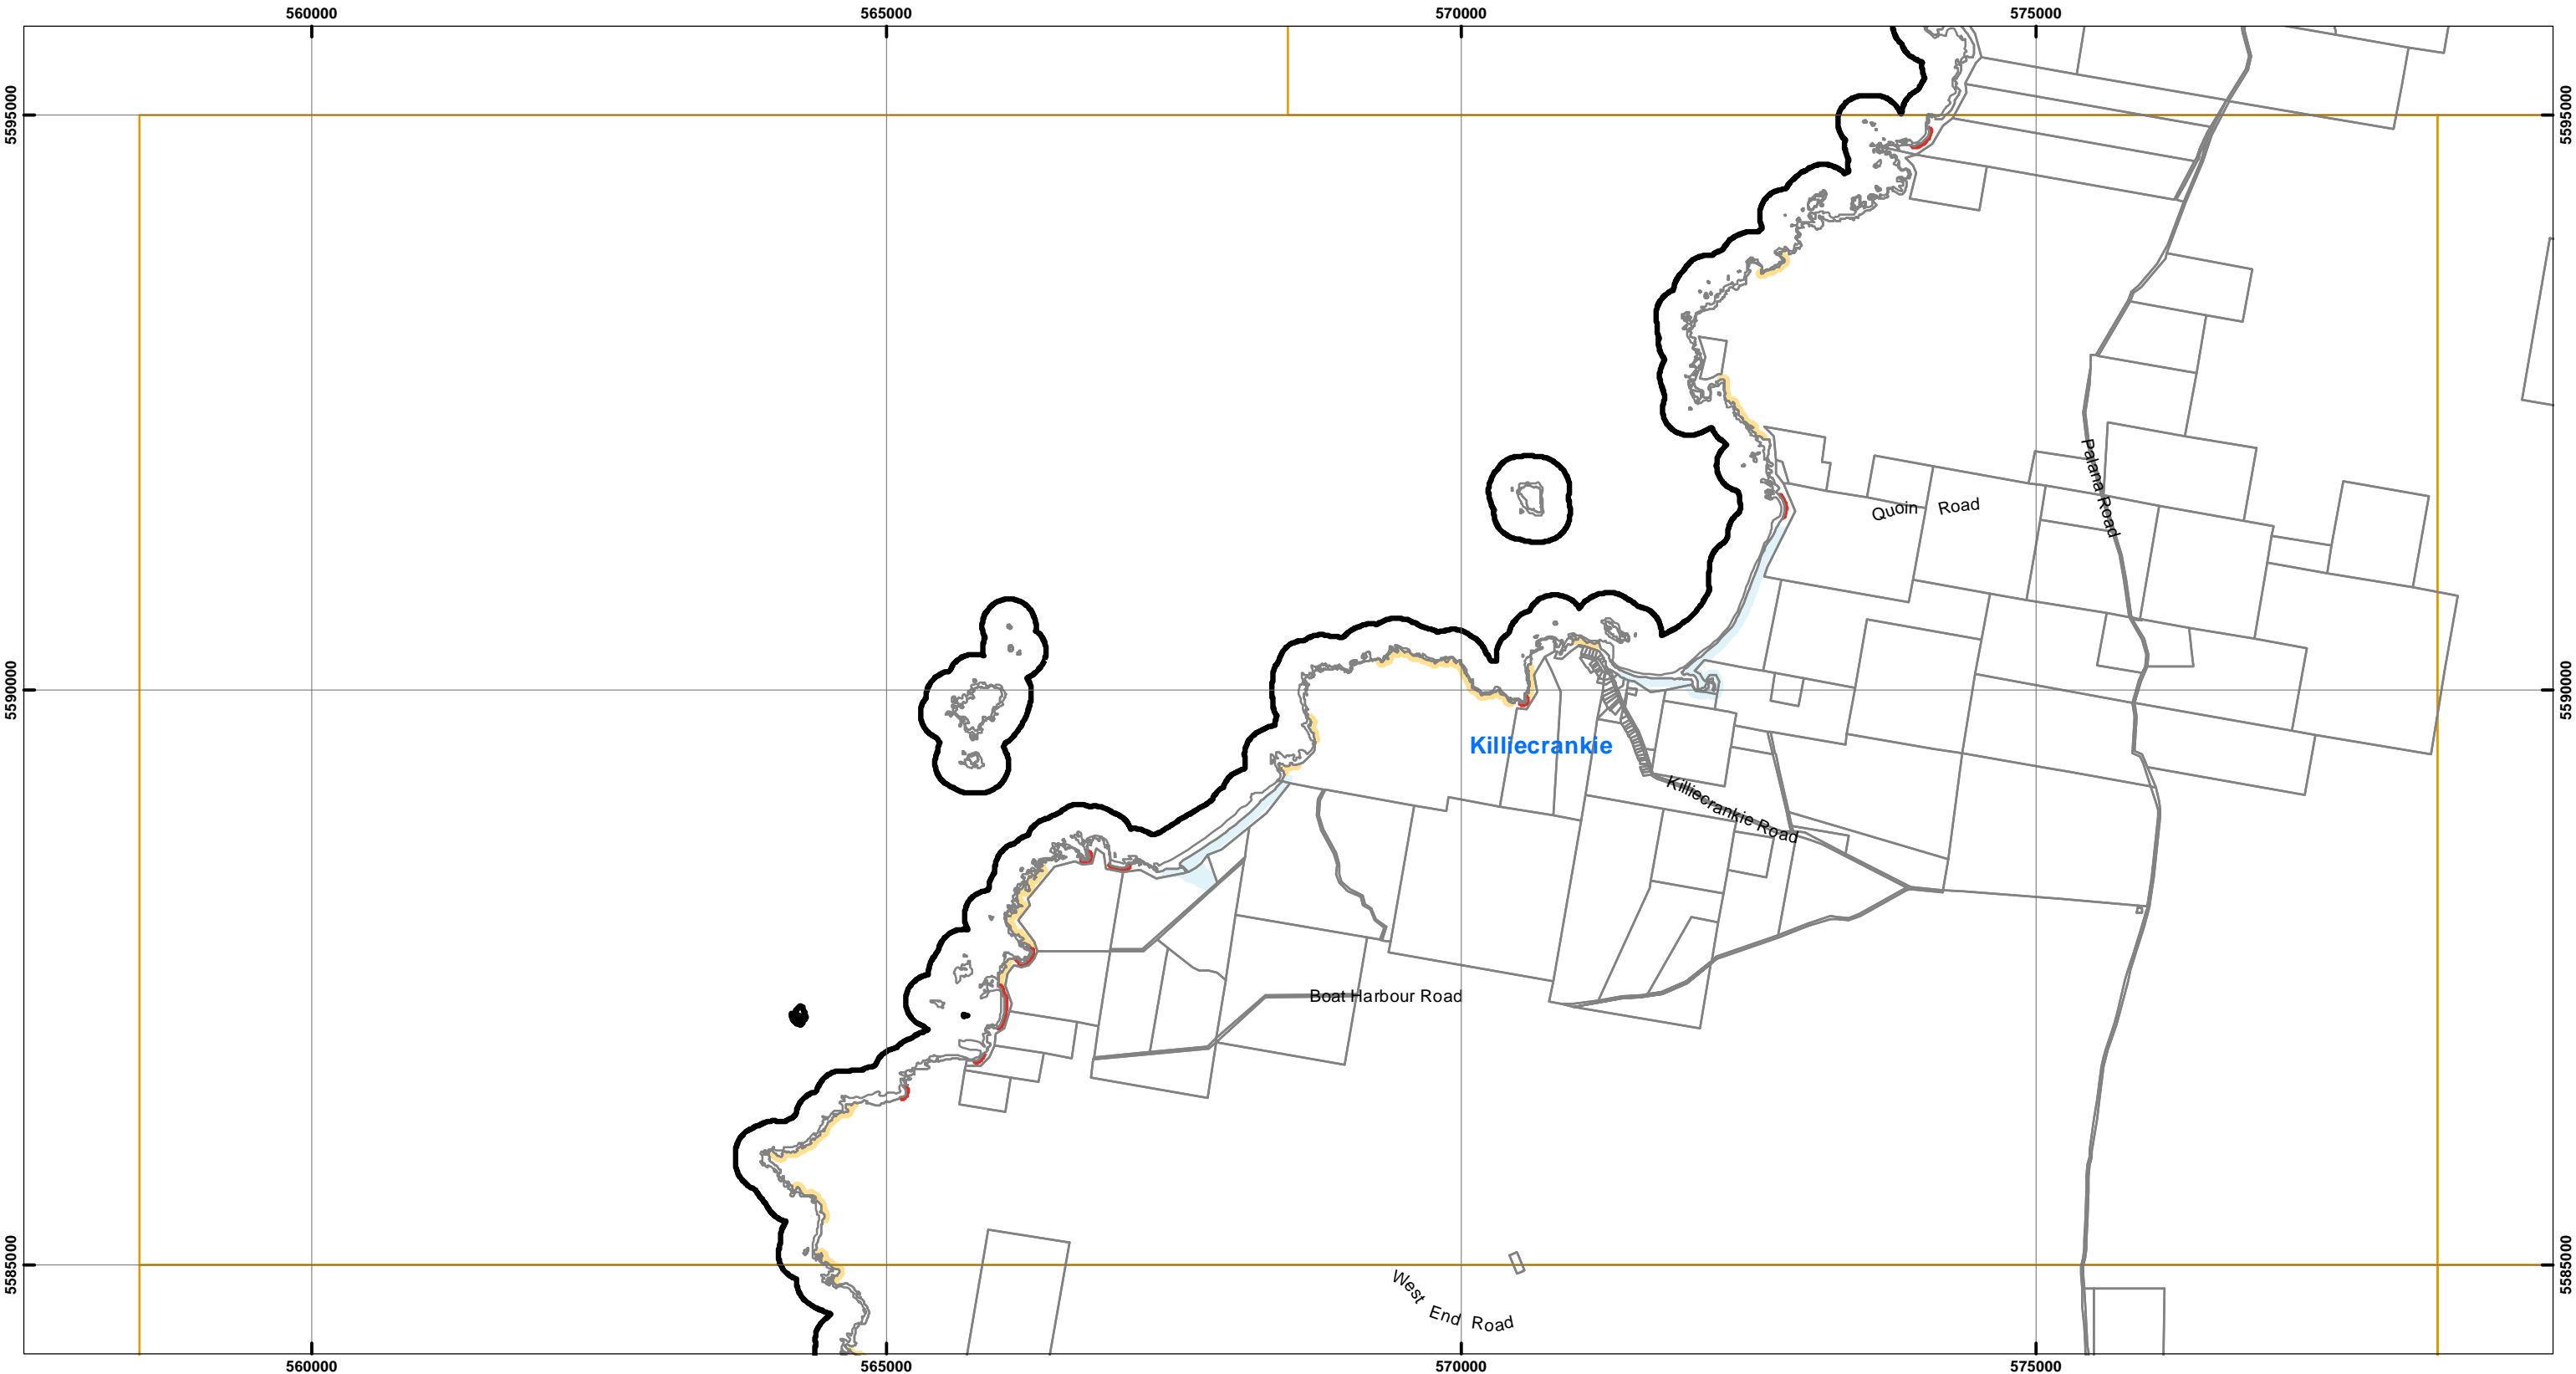 560000 565000 570000 575000
5595000 5595000
Palana Road
Quoin Road
5590000 5590000
Killiecrankie
Killiecrankie Road
Boat Harbour Road
5585000 5585000
West End Road
560000 565000 570000 575000